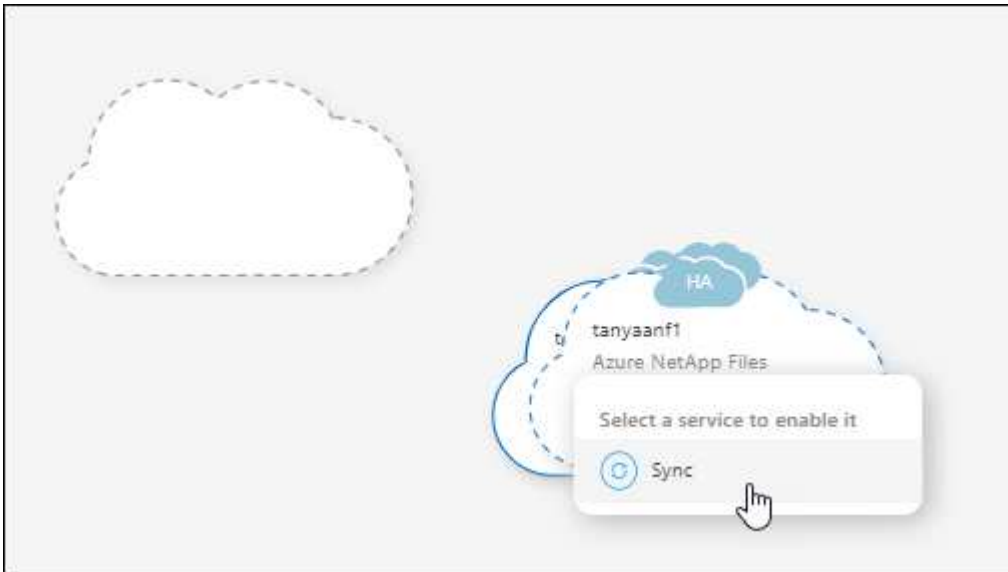 HA
tanyaanf1
Azure NetApp Files
Select a service to enable it
Sync